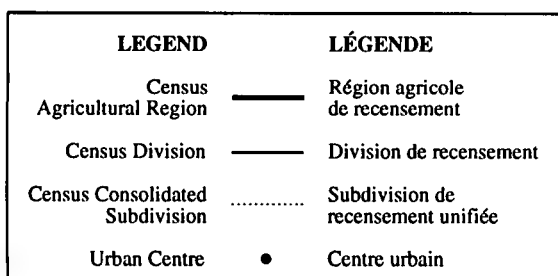 LEGEND LÉGENDE
Census Agricultural Region Région agricole de recensement
Census Division Division de recensement
Census Consolidated Subdivision Subdivision de recensement unifiée
Urban Centre Centre urbain